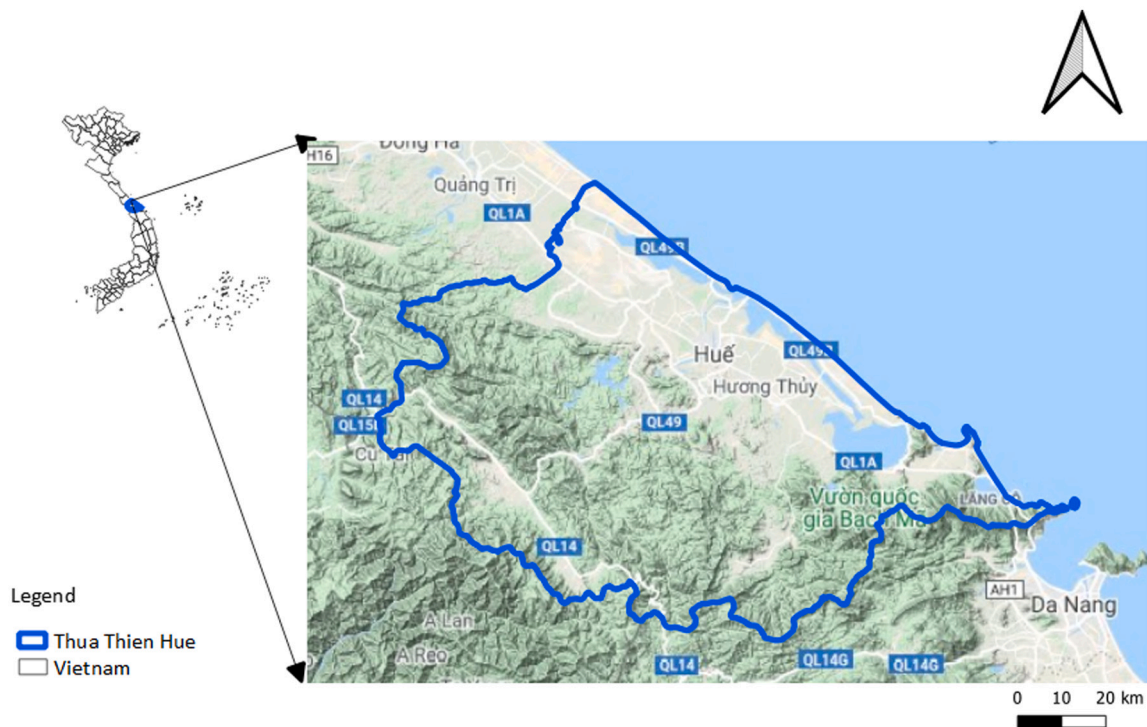 Đông Hà
H16
Quảng Trị
QL1A
QL49B
QL49B
Huế
Hương Thủy
QL14
QL49
QL1A
Vườn quốc
gia Bạch Mã
LĂNG CÔ
QL14
AH1
Da Nang
A Lan
A Reo
QL14
QL14G
QL14G
Legend
Thua Thien Hue
Vietnam
0 10 20 km